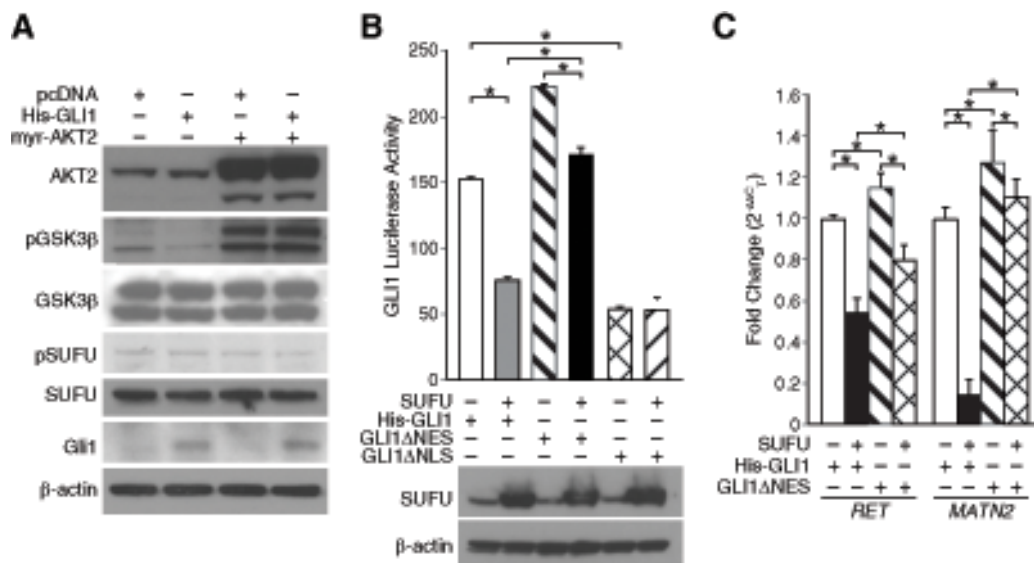 A
pcDNA + − + −
His-GLI1 − + − +
myr-AKT2 − − + +
AKT2
pGSK3β
GSK3β
pSUFU
SUFU
Gli1
β-actin
B
GLI1 Luciferase Activity
250
200
150
100
50
0
* * * *
SUFU − + − + − +
His-GLI1 + + − − − −
GLI1ΔNES − − + + − −
GLI1ΔNLS − − − − + +
SUFU
β-actin
C
Fold Change (2^-ΔΔC_T)
1.6
1.4
1.2
1.0
0.8
0.6
0.4
0.2
0
* * * * * * * *
SUFU − + − + − + − +
His-GLI1 + + − − + + − −
GLI1ΔNES − − + + − − + +
RET MATN2